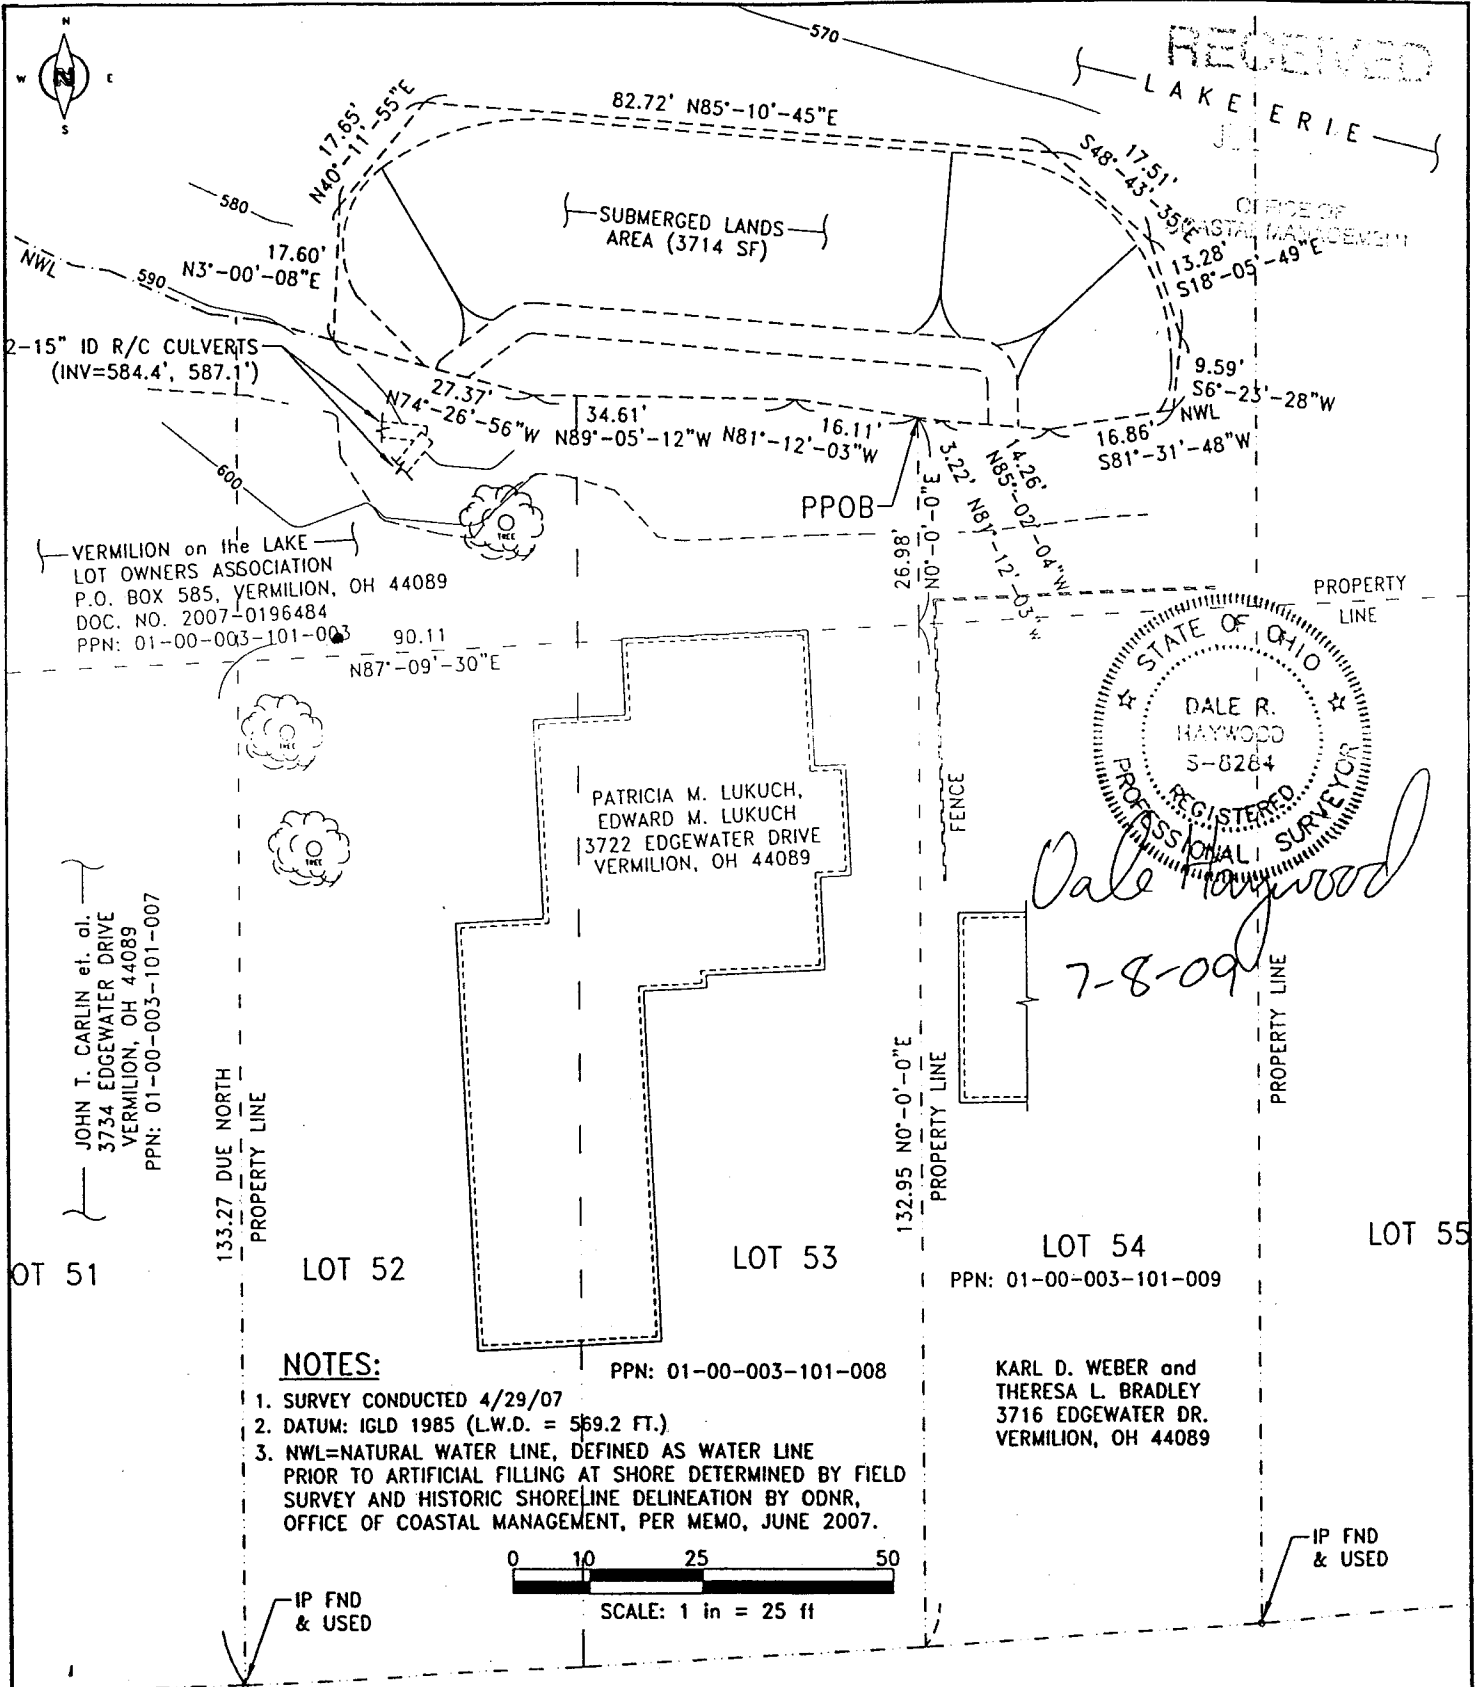 N
W
N
E
S
570
RECEIVED
LAKE ERIE
82.72' N85°-10'-45"E
17.65'
N40°-11'-55"E
17.51'
S48°-43'-35"E
OFFICE OF
COASTAL MANAGEMENT
580
SUBMERGED LANDS
AREA (3714 SF)
13.28'
S18°-05'-49"E
NWL
590
17.60'
N3°-00'-08"E
2-15" ID R/C CULVERTS
(INV=584.4', 587.1')
27.37'
N74°-26'-56"W
34.61'
N89°-05'-12"W
16.11'
N81°-12'-03"W
9.59'
S6°-23'-28"W
NWL
16.86'
S81°-31'-48"W
14.26'
N85°-02'-04"W
3.22' N81°-12'-03"W
PPOB
26.98'
N0°-0'-0"E
600
TREE
VERMILION on the LAKE
LOT OWNERS ASSOCIATION
P.O. BOX 585, VERMILION, OH 44089
DOC. NO. 2007-0196484
PPN: 01-00-003-101-003
90.11
N87°-09'-30"E
PROPERTY
LINE
STATE OF OHIO
DALE R.
HAYWOOD
S-8284
REGISTERED
PROFESSIONAL SURVEYOR
TREE
TREE
PATRICIA M. LUKUCH,
EDWARD M. LUKUCH
3722 EDGEWATER DRIVE
VERMILION, OH 44089
FENCE
Dale Haywood
7-8-09
JOHN T. CARLIN et. al.
3734 EDGEWATER DRIVE
VERMILION, OH 44089
PPN: 01-00-003-101-007
133.27 DUE NORTH
PROPERTY LINE
132.95 N0°-0'-0"E
PROPERTY LINE
PROPERTY LINE
OT 51
LOT 52
LOT 53
LOT 54
PPN: 01-00-003-101-009
LOT 55
NOTES:
PPN: 01-00-003-101-008
1. SURVEY CONDUCTED 4/29/07
2. DATUM: IGLD 1985 (L.W.D. = 569.2 FT.)
3. NWL=NATURAL WATER LINE, DEFINED AS WATER LINE
PRIOR TO ARTIFICIAL FILLING AT SHORE DETERMINED BY FIELD
SURVEY AND HISTORIC SHORELINE DELINEATION BY ODNR,
OFFICE OF COASTAL MANAGEMENT, PER MEMO, JUNE 2007.
KARL D. WEBER and
THERESA L. BRADLEY
3716 EDGEWATER DR.
VERMILION, OH 44089
0 10 25 50
SCALE: 1 in = 25 ft
IP FND
& USED
IP FND
& USED